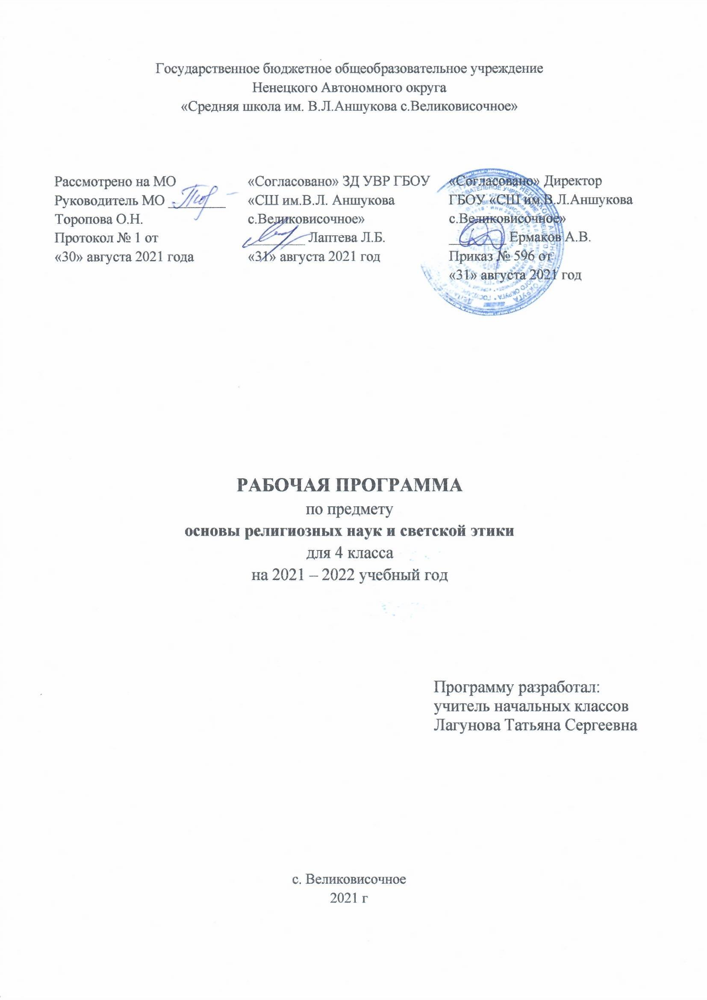 Государственное бюджетное общеобразовательное учреждение
Ненецкого Автономного округа
«Средняя школа им. В.Л.Аншукова с.Великовисочное»
Рассмотрено на МО
Руководитель МО ________
Торопова О.Н.
Протокол № 1 от
«30» августа 2021 года
«Согласовано» ЗД УВР ГБОУ
«СШ им.В.Л. Аншукова
с.Великовисочное»
________ Лаптева Л.Б.
«31» августа 2021 год
«Согласовано» Директор
ГБОУ «СШ им.В.Л.Аншукова
с.Великовисочное»
________ Ермаков А.В.
Приказ № 596 от
«31» августа 2021 год
РАБОЧАЯ ПРОГРАММА
по предмету
основы религиозных наук и светской этики
для 4 класса
на 2021 – 2022 учебный год
Программу разработал:
учитель начальных классов
Лагунова Татьяна Сергеевна
с. Великовисочное
2021 г